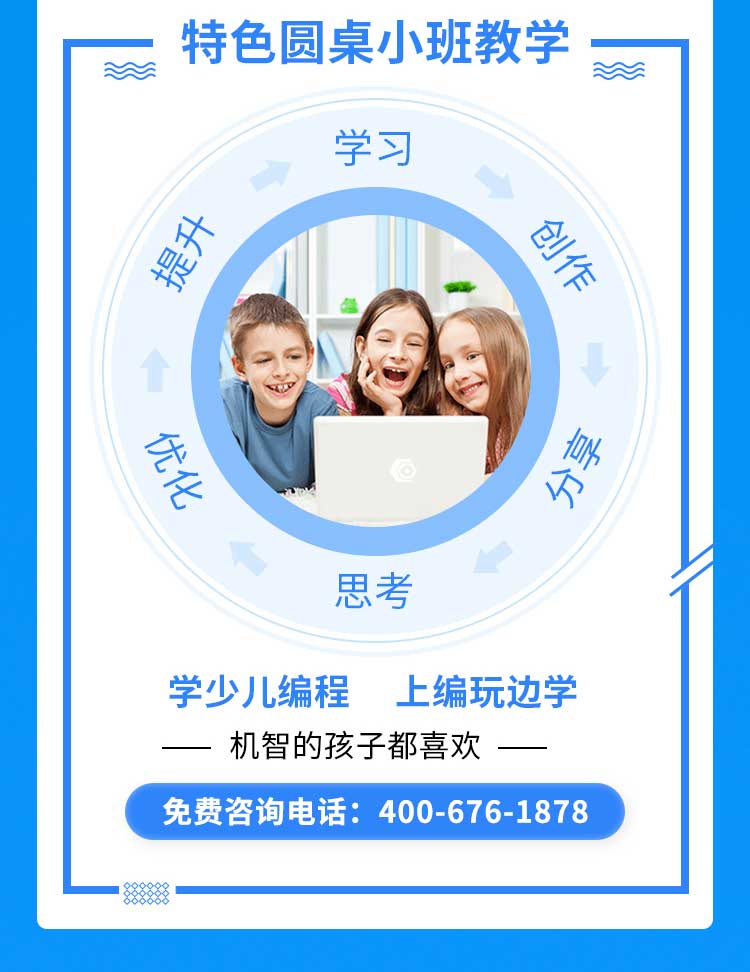 特色圆桌小班教学
学习
创作
分享
思考
优化
提升
学少儿编程 上编玩边学
机智的孩子都喜欢
免费咨询电话：400-676-1878